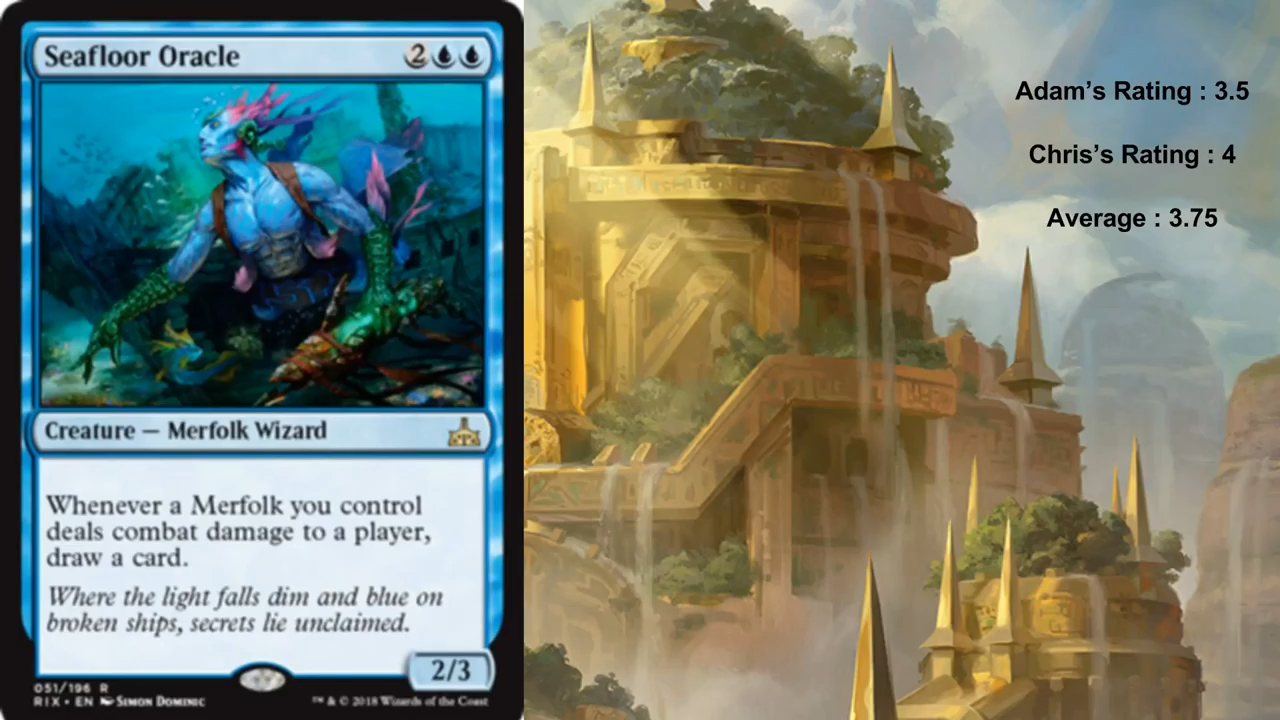 Seafloor Oracle 2
Adam's Rating : 3.5
Chris's Rating : 4
Average : 3.75
Creature — Merfolk Wizard
Whenever a Merfolk you control
deals combat damage to a player,
draw a card.
Where the light falls dim and blue on
broken ships, secrets lie unclaimed.
2/3
051/196 R
RIX • EN SIMON DOMINIC
™ & © 2018 Wizards of the Coast